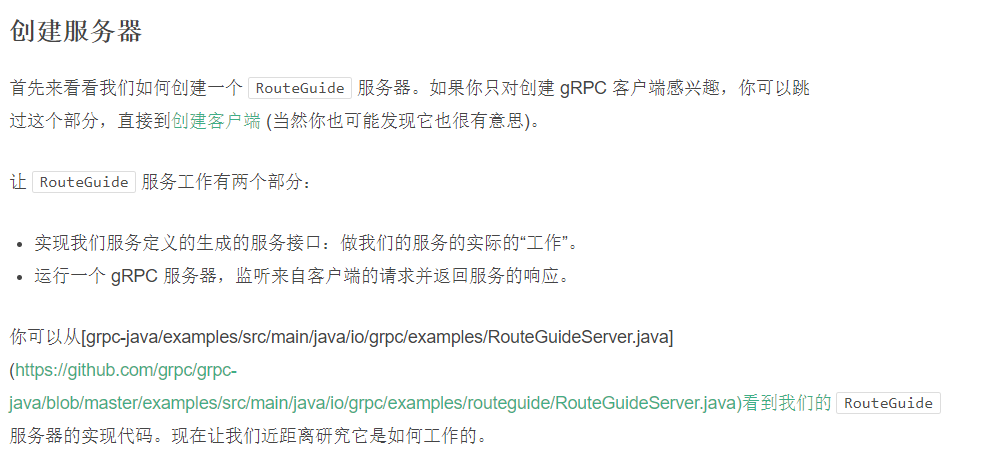 创建服务器
首先来看看我们如何创建一个 RouteGuide 服务器。如果你只对创建 gRPC 客户端感兴趣，你可以跳
过这个部分，直接到创建客户端 (当然你也可能发现它也很有意思)。
让 RouteGuide 服务工作有两个部分：
• 实现我们服务定义的生成的服务接口：做我们的服务的实际的“工作”。
• 运行一个 gRPC 服务器，监听来自客户端的请求并返回服务的响应。
你可以从[grpc-java/examples/src/main/java/io/grpc/examples/RouteGuideServer.java]
(https://github.com/grpc/grpc-
java/blob/master/examples/src/main/java/io/grpc/examples/routeguide/RouteGuideServer.java)看到我们的 RouteGuide
服务器的实现代码。现在让我们近距离研究它是如何工作的。